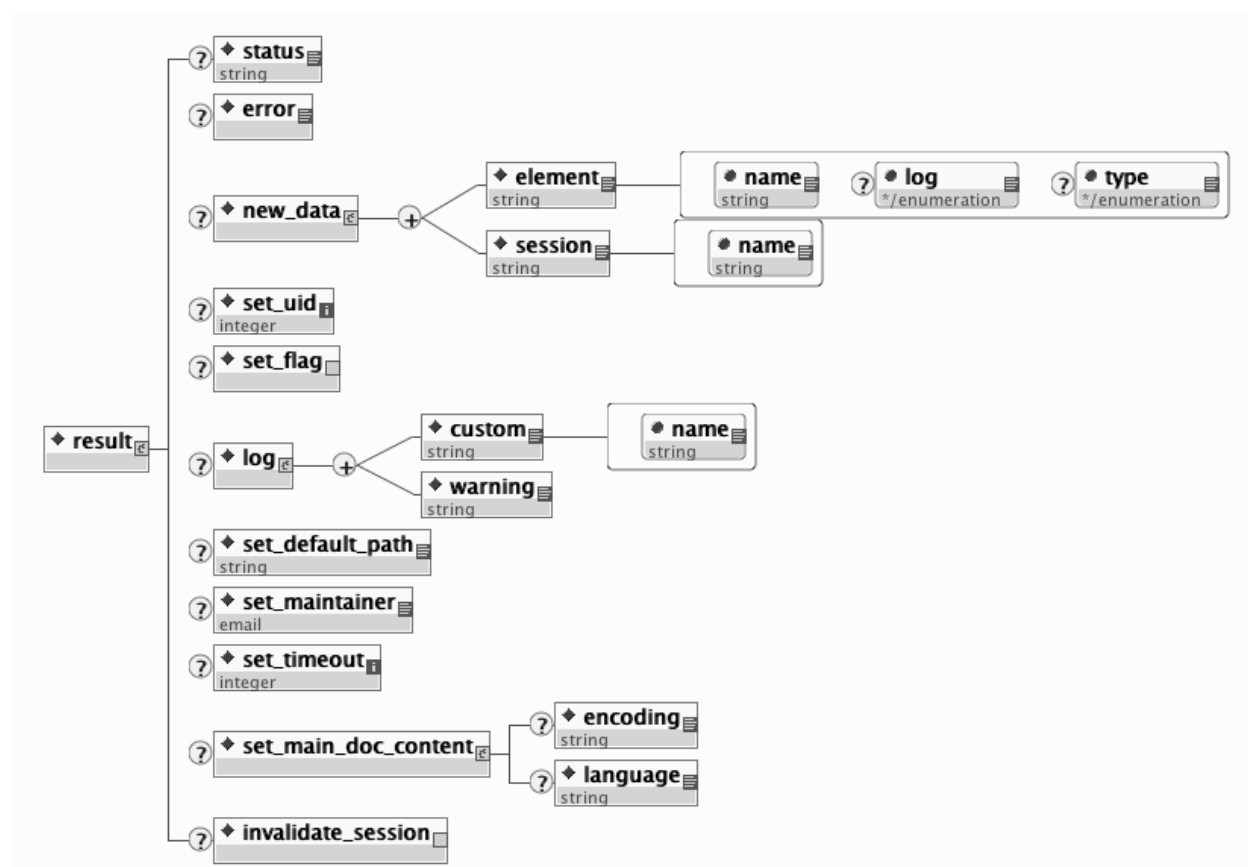 ? status
string
? error
? new_data
+
element
string
name
string
? log
*/enumeration
? type
*/enumeration
session
string
name
string
? set_uid
i
integer
? set_flag
result
? log
+
custom
string
name
string
warning
string
? set_default_path
string
? set_maintainer
email
? set_timeout
i
integer
? set_main_doc_content
? encoding
string
? language
string
? invalidate_session